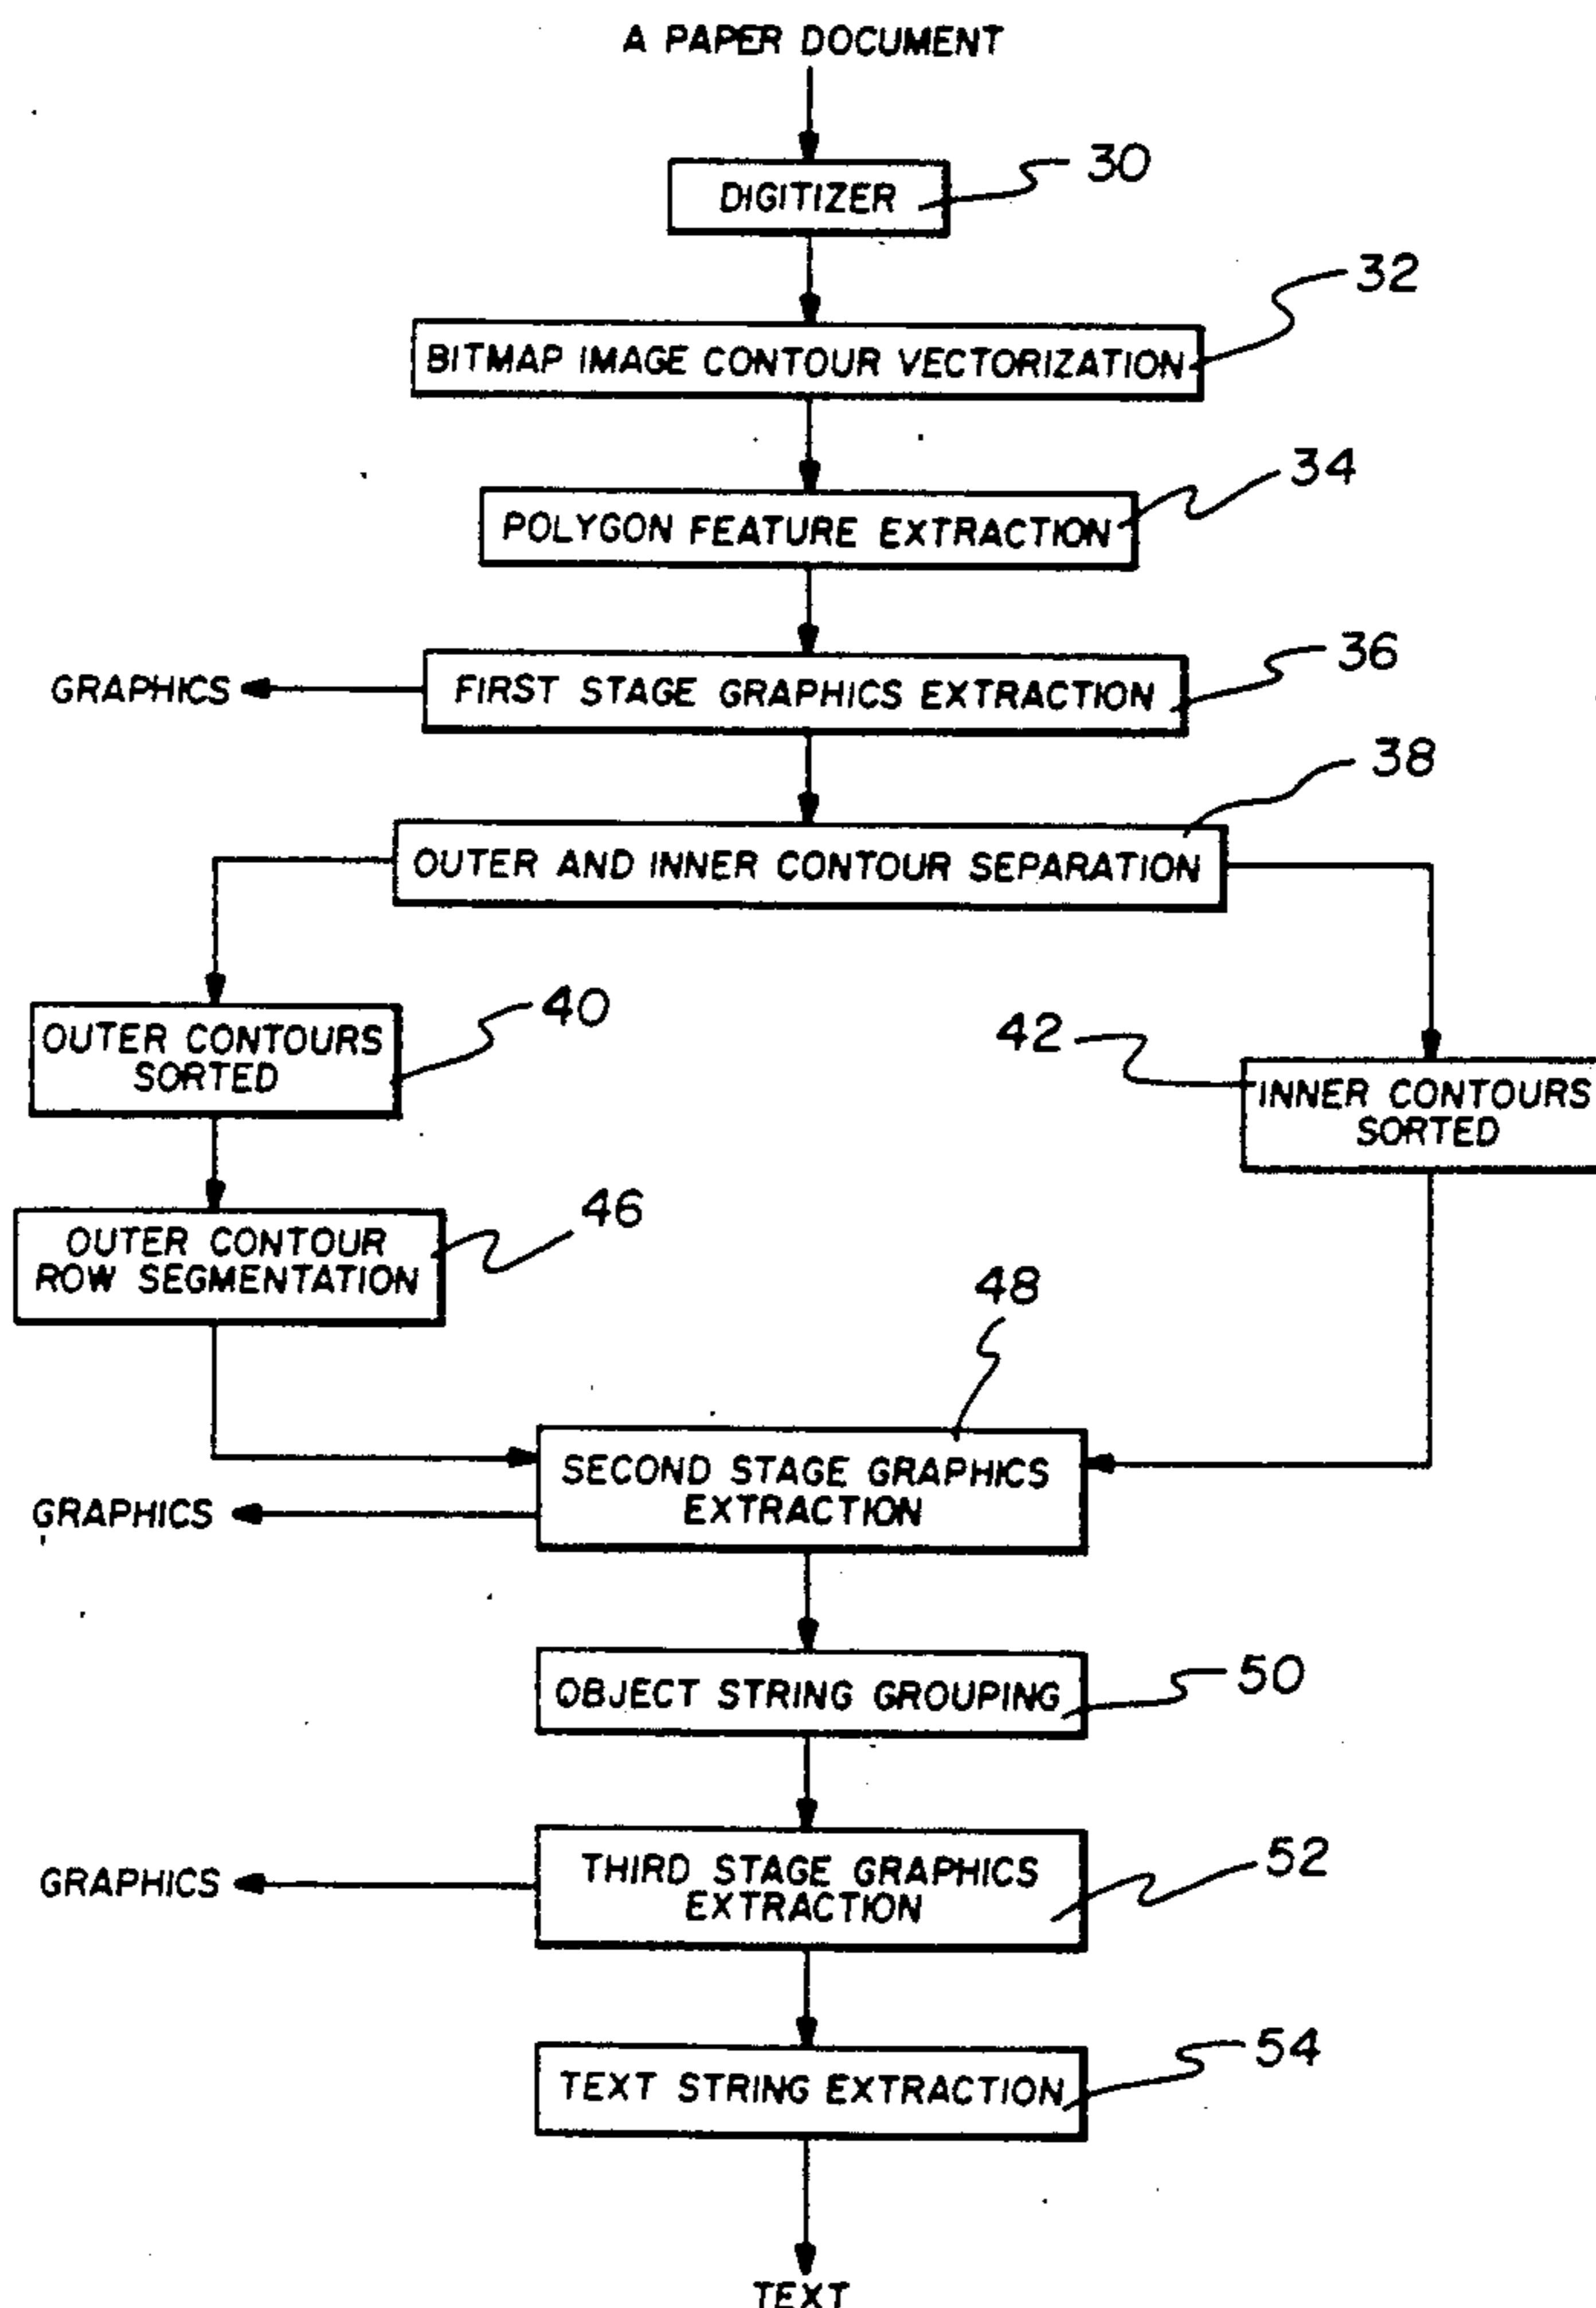 A PAPER DOCUMENT
DIGITIZER
30
BITMAP IMAGE CONTOUR VECTORIZATION
32
POLYGON FEATURE EXTRACTION
34
GRAPHICS
FIRST STAGE GRAPHICS EXTRACTION
36
OUTER AND INNER CONTOUR SEPARATION
38
OUTER CONTOURS
SORTED
40
42
INNER CONTOURS
SORTED
OUTER CONTOUR
ROW SEGMENTATION
46
48
SECOND STAGE GRAPHICS
EXTRACTION
GRAPHICS
OBJECT STRING GROUPING
50
GRAPHICS
THIRD STAGE GRAPHICS
EXTRACTION
52
TEXT STRING EXTRACTION
54
TEXT